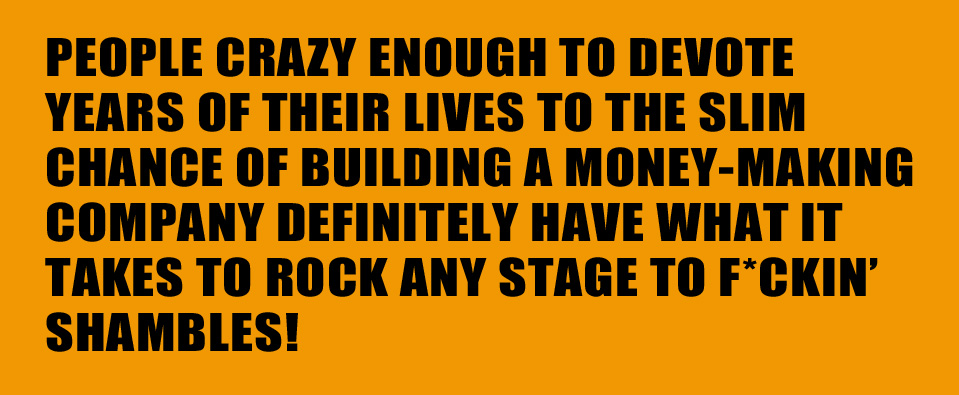 PEOPLE CRAZY ENOUGH TO DEVOTE
YEARS OF THEIR LIVES TO THE SLIM
CHANCE OF BUILDING A MONEY-MAKING
COMPANY DEFINITELY HAVE WHAT IT
TAKES TO ROCK ANY STAGE TO F*CKIN’
SHAMBLES!